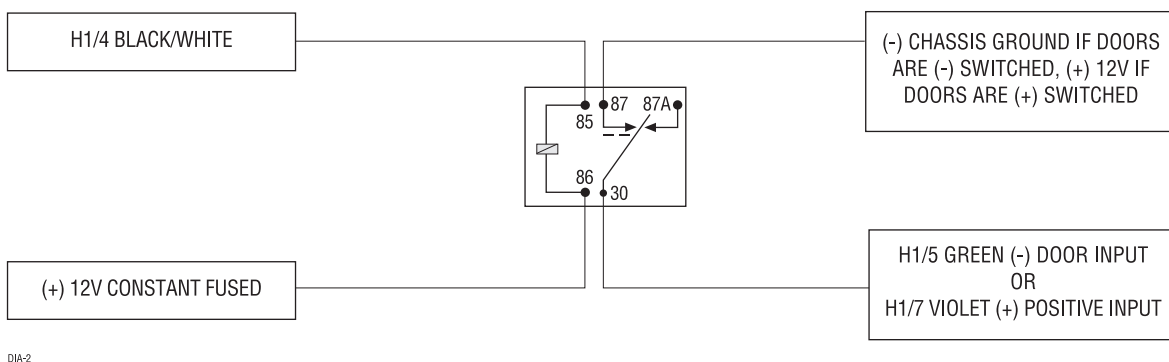 H1/4 BLACK/WHITE
(-) CHASSIS GROUND IF DOORS
ARE (-) SWITCHED, (+) 12V IF
DOORS ARE (+) SWITCHED
87 87A
85
86
30
(+) 12V CONSTANT FUSED
H1/5 GREEN (-) DOOR INPUT
OR
H1/7 VIOLET (+) POSITIVE INPUT
DIA-2